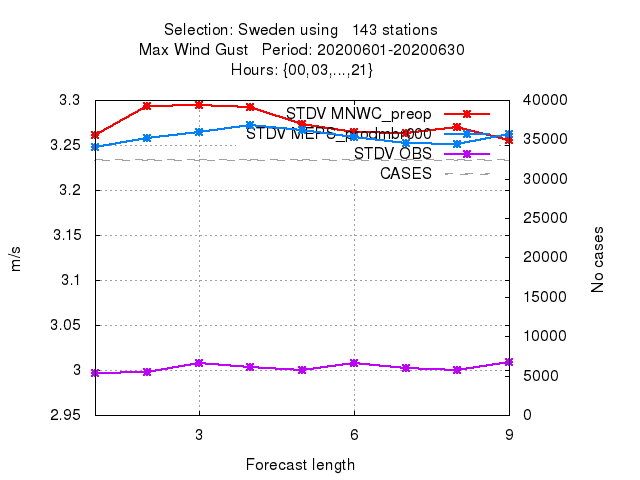 Selection: Sweden using 143 stations
Max Wind Gust Period: 20200601-20200630
Hours: {00,03,...,21}
3.3
3.25
3.2
3.15
3.1
3.05
3
2.95
40000
35000
30000
25000
20000
15000
10000
5000
0
STDV MNWC_preop
STDV
STDV OBS
CASES
m/s
No cases
3
6
9
Forecast length